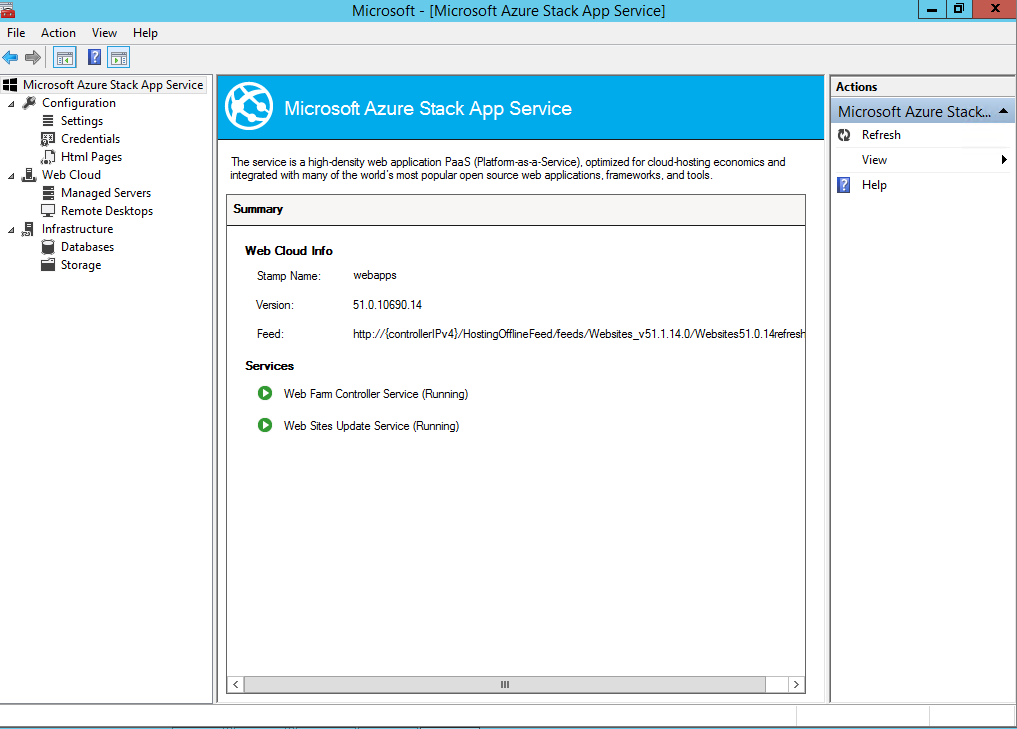 Microsoft - [Microsoft Azure Stack App Service]
File Action View Help
Microsoft Azure Stack App Service
Configuration
Settings
Credentials
Html Pages
Web Cloud
Managed Servers
Remote Desktops
Infrastructure
Databases
Storage
Microsoft Azure Stack App Service
The service is a high-density web application PaaS (Platform-as-a-Service), optimized for cloud-hosting economics and
integrated with many of the world's most popular open source web applications, frameworks, and tools.
Summary
Web Cloud Info
Stamp Name: webapps
Version: 51.0.10690.14
Feed: http://{controllerIPv4}/HostingOfflineFeed/feeds/Websites_v51.1.14.0/Websites51.0.14refresh
Services
Web Farm Controller Service (Running)
Web Sites Update Service (Running)
Actions
Microsoft Azure Stack...
Refresh
View
Help